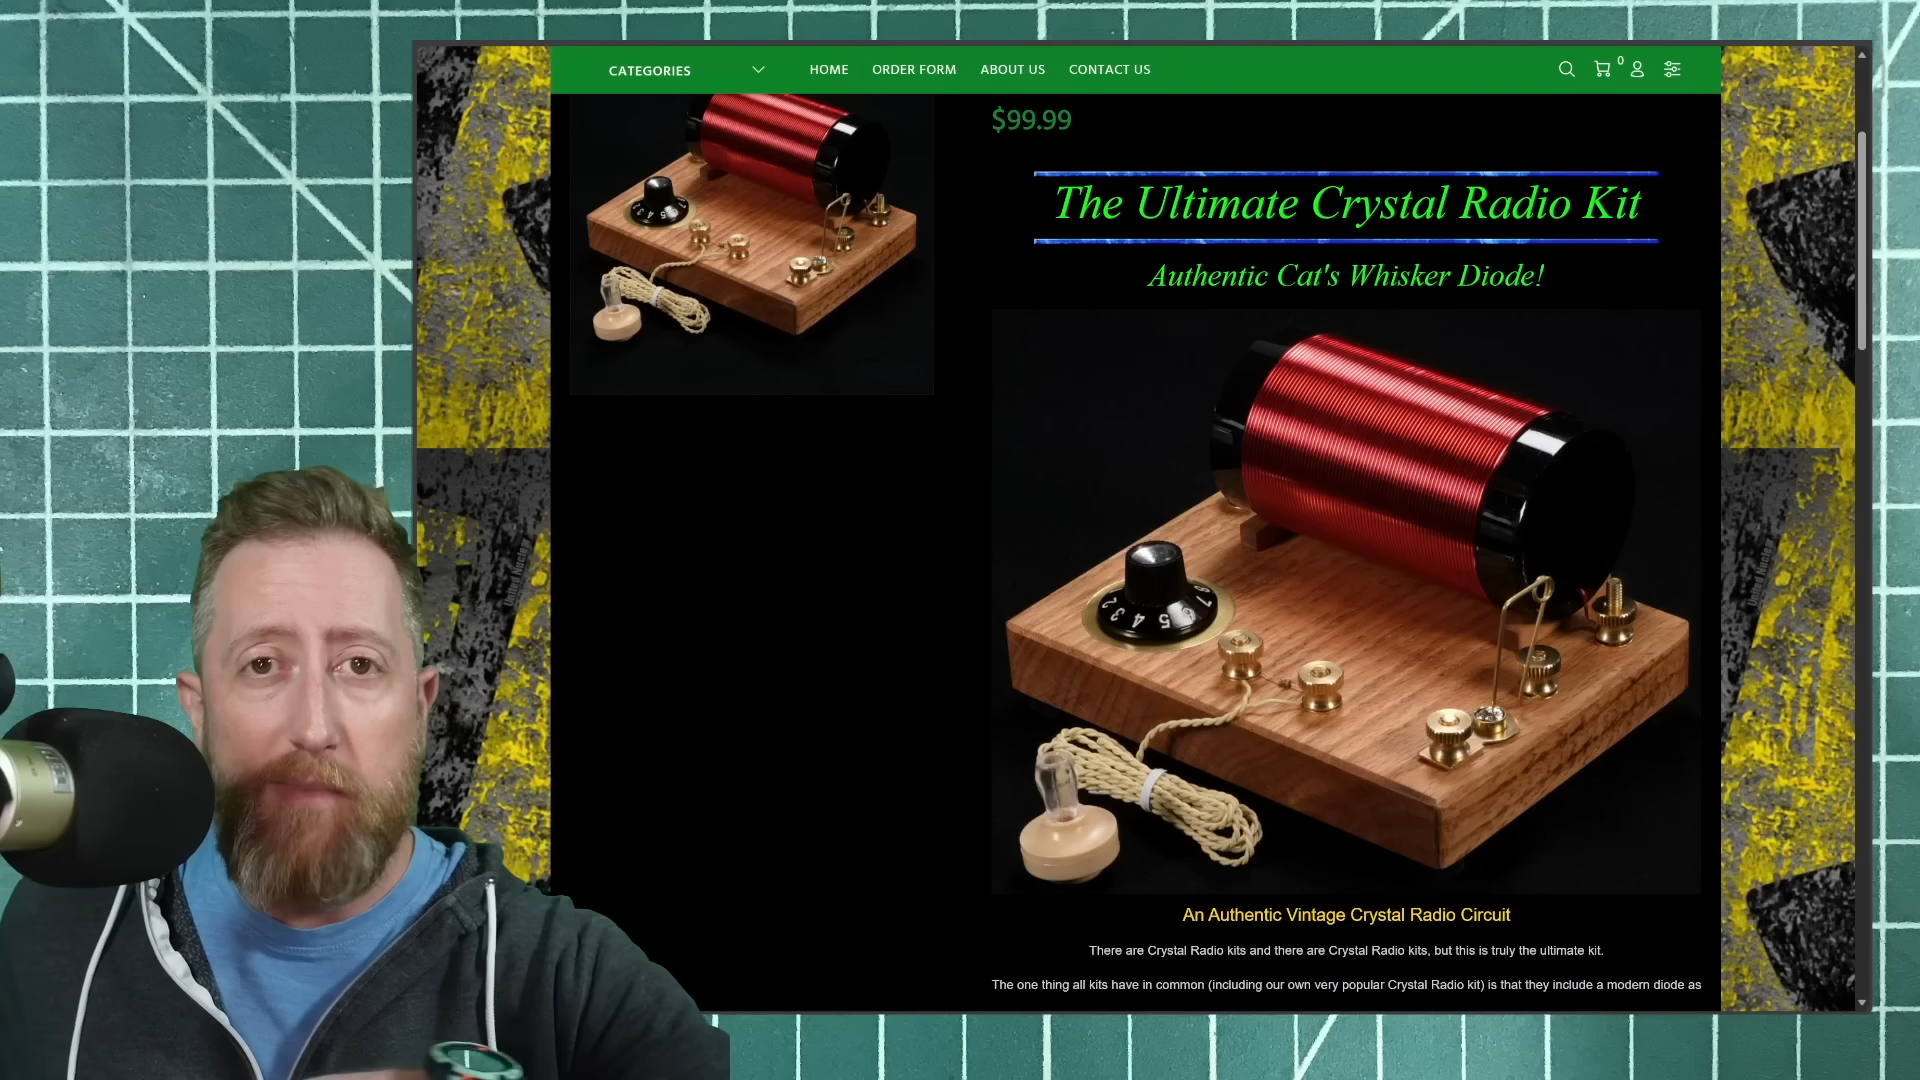 CATEGORIES HOME ORDER FORM ABOUT US CONTACT US 0
$99.99
The Ultimate Crystal Radio Kit
Authentic Cat's Whisker Diode!
An Authentic Vintage Crystal Radio Circuit
There are Crystal Radio kits and there are Crystal Radio kits, but this is truly the ultimate kit.
The one thing all kits have in common (including our own very popular Crystal Radio kit) is that they include a modern diode as